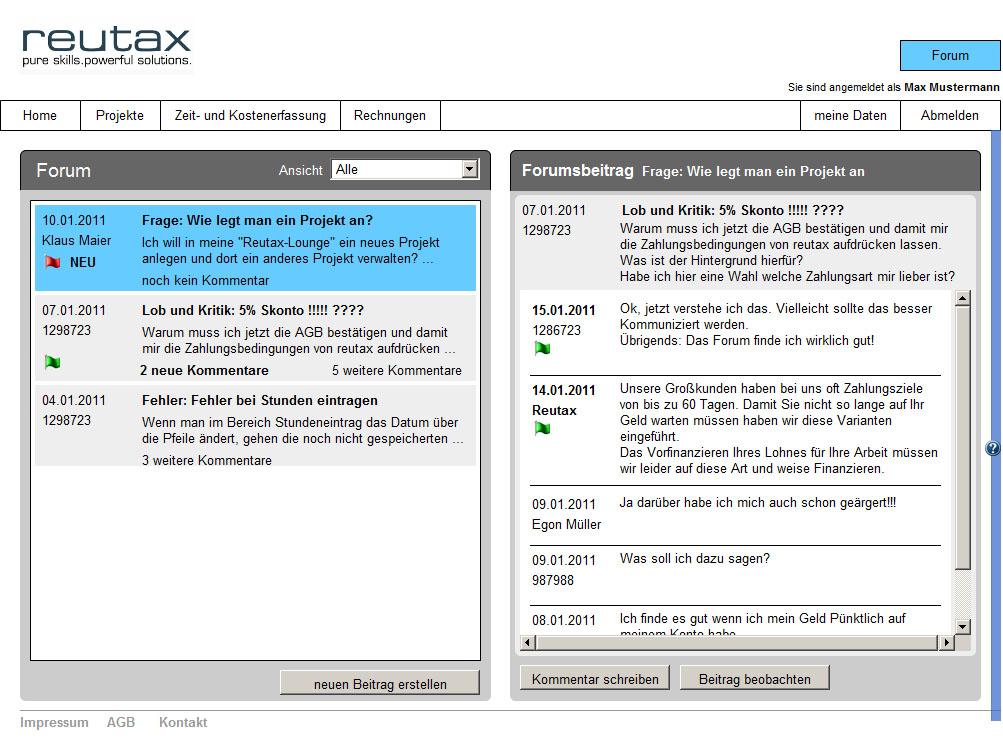 reutax
pure skills.powerful solutions.
Forum
Sie sind angemeldet als Max Mustermann
Home Projekte Zeit- und Kostenerfassung Rechnungen meine Daten Abmelden
Forum Ansicht Alle
10.01.2011 Frage: Wie legt man ein Projekt an?
Klaus Maier Ich will in meine "Reutax-Lounge" ein neues Projekt
NEU anlegen und dort ein anderes Projekt verwalten? ...
noch kein Kommentar
07.01.2011 Lob und Kritik: 5% Skonto !!!!! ????
1298723 Warum muss ich jetzt die AGB bestätigen und damit
mir die Zahlungsbedingungen von reutax aufdrücken ...
2 neue Kommentare 5 weitere Kommentare
04.01.2011 Fehler: Fehler bei Stunden eintragen
1298723 Wenn man im Bereich Stundeneintrag das Datum über
die Pfeile ändert, gehen die noch nicht gespeicherten ...
3 weitere Kommentare
neuen Beitrag erstellen
Forumsbeitrag Frage: Wie legt man ein Projekt an
07.01.2011 Lob und Kritik: 5% Skonto !!!!! ????
1298723 Warum muss ich jetzt die AGB bestätigen und damit mir
die Zahlungsbedingungen von reutax aufdrücken lassen.
Was ist der Hintergrund hierfür?
Habe ich hier eine Wahl welche Zahlungsart mir lieber ist?
15.01.2011 Ok, jetzt verstehe ich das. Vielleicht sollte das besser
1286723 Kommuniziert werden.
Übrigends: Das Forum finde ich wirklich gut!
14.01.2011 Unsere Großkunden haben bei uns oft Zahlungsziele
Reutax von bis zu 60 Tagen. Damit Sie nicht so lange auf Ihr
Geld warten müssen haben wir diese Varianten
eingeführt.
Das Vorfinanzieren Ihres Lohnes für Ihre Arbeit müssen
wir leider auf diese Art und weise Finanzieren.
09.01.2011 Ja darüber habe ich mich auch schon geärgert!!!
Egon Müller
09.01.2011 Was soll ich dazu sagen?
987988
08.01.2011 Ich finde es gut wenn ich mein Geld Pünktlich auf
meinem Konto habe
Kommentar schreiben Beitrag beobachten
?
Impressum AGB Kontakt